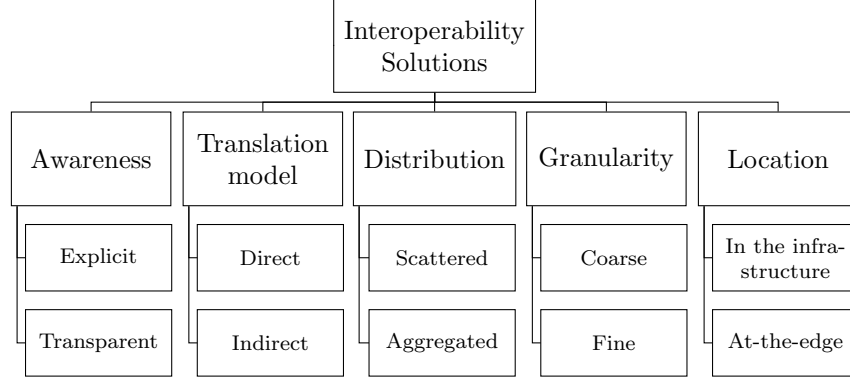 Interoperability
Solutions
Awareness
Translation
model
Distribution
Granularity
Location
Explicit
Direct
Scattered
Coarse
In the infra-
structure
Transparent
Indirect
Aggregated
Fine
At-the-edge